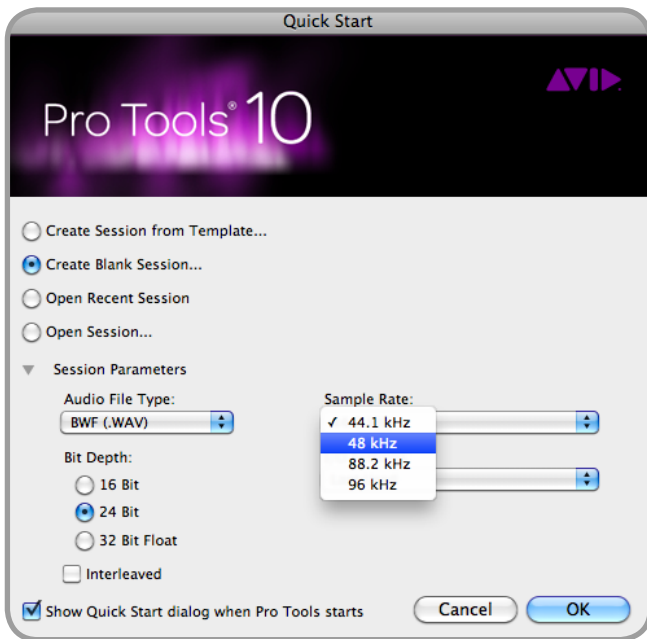 Quick Start
AVID
Pro Tools® 10
Create Session from Template...
Create Blank Session...
Open Recent Session
Open Session...
Session Parameters
Audio File Type:
BWF (.WAV)
Sample Rate:
✓ 44.1 kHz
48 kHz
88.2 kHz
96 kHz
Bit Depth:
16 Bit
24 Bit
32 Bit Float
Interleaved
Show Quick Start dialog when Pro Tools starts
Cancel
OK